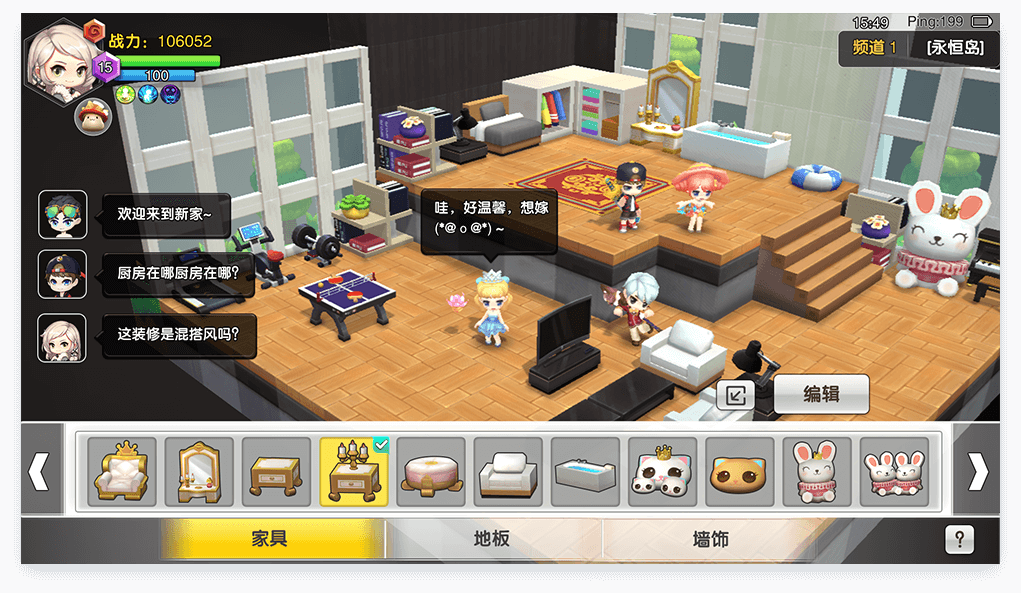 15:49
Ping:199
战力：106052
频道 1
[永恒岛]
15
100
欢迎来到新家~
哇，好温馨，想嫁
(*@ o @*) ~
厨房在哪厨房在哪?
这装修是混搭风吗?
编辑
家具
地板
墙饰
?